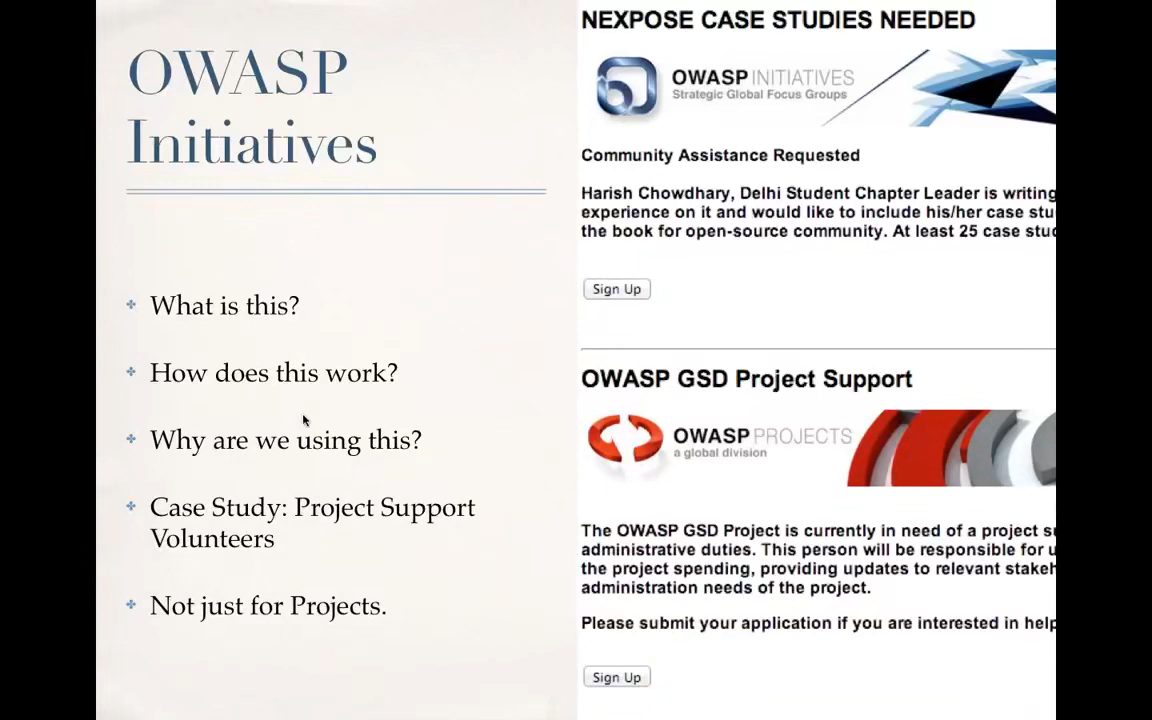 OWASP
Initiatives
What is this?
How does this work?
Why are we using this?
Case Study: Project Support
Volunteers
Not just for Projects.
NEXPOSE CASE STUDIES NEEDED
OWASP INITIATIVES
Strategic Global Focus Groups
Community Assistance Requested
Harish Chowdhary, Delhi Student Chapter Leader is writing
experience on it and would like to include his/her case stu
the book for open-source community. At least 25 case stu
Sign Up
OWASP GSD Project Support
OWASP PROJECTS
a global division
The OWASP GSD Project is currently in need of a project s
administrative duties. This person will be responsible for u
the project spending, providing updates to relevant stakeh
administration needs of the project.
Please submit your application if you are interested in help
Sign Up